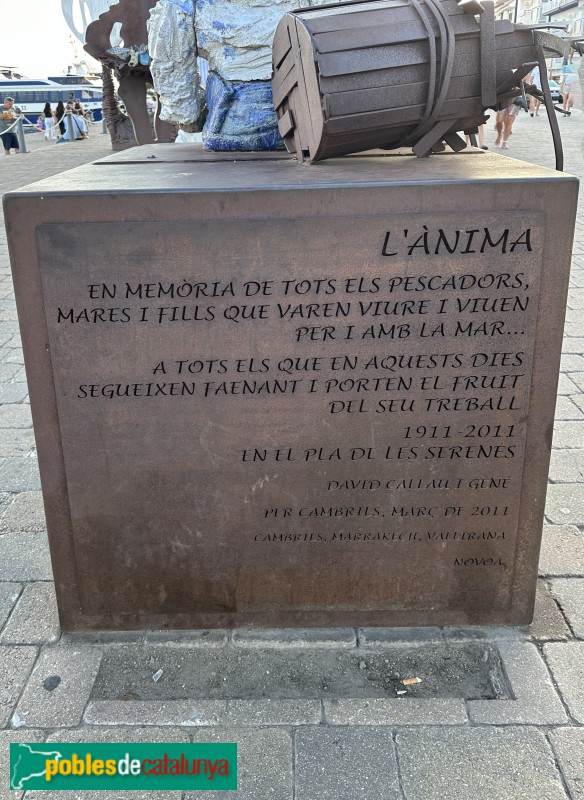 L'ÀNIMA
EN MEMÒRIA DE TOTS ELS PESCADORS,
MARES I FILLS QUE VAREN VIURE I VIUEN
PER I AMB LA MAR...
A TOTS ELS QUE EN AQUESTS DIES
SEGUEIXEN FAENANT I PORTEN EL FRUIT
DEL SEU TREBALL
1911-2011
EN EL PLA DE LES SERENES
DAVID CALLAU I GENE
PER CAMBRILS, MARÇ DE 2011
CAMBRILS, MARRAKECH, VALLIRANA
NOVOA
poblesdecatalunya